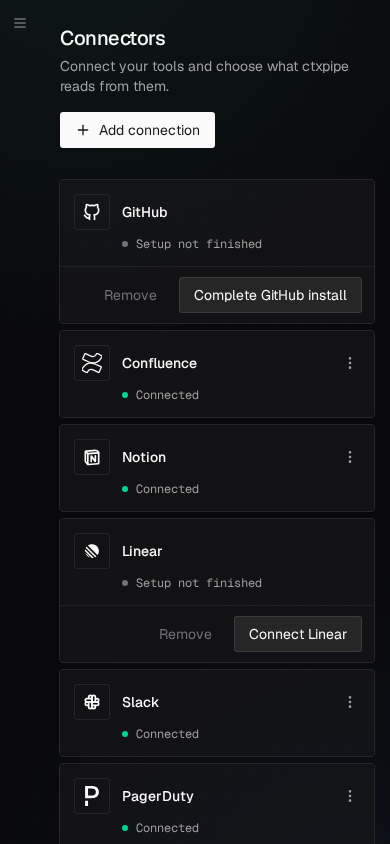 Connectors
Connect your tools and choose what ctxpipe
reads from them.
Add connection
GitHub
Setup not finished
Remove
Complete GitHub install
Confluence
Connected
Notion
Connected
Linear
Setup not finished
Remove
Connect Linear
Slack
Connected
PagerDuty
Connected